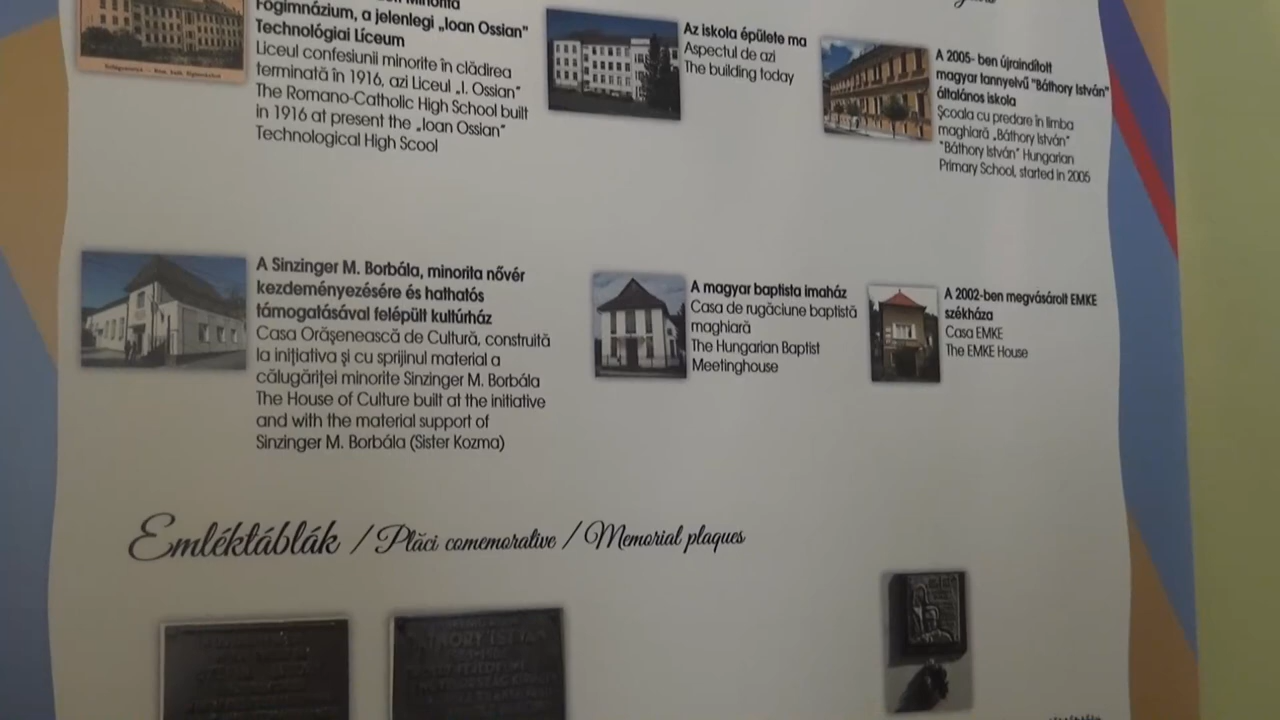 Főgimnázium, a jelenlegi „Ioan Ossian"
Technológiai Líceum
Liceul confesiunii minorite în clădirea
terminată în 1916, azi Liceul „I. Ossian"
The Romano-Catholic High School built
in 1916 at present the „Ioan Ossian"
Technological High Scool
Az iskola épülete ma
Aspectul de azi
The building today
A 2005- ben újraindított
magyar tannyelvű "Báthory István"
általános iskola
Școala cu predare în limba
maghiară „Báthory István"
"Báthory István" Hungarian
Primary School, started in 2005
A Sinzinger M. Borbála, minorita nővér
kezdeményezésére és hathatós
támogatásával felépült kultúrház
Casa Orășenească de Cultură, construită
la inițiativa și cu sprijinul material a
călugăriței minorite Sinzinger M. Borbála
The House of Culture built at the initiative
and with the material support of
Sinzinger M. Borbála (Sister Kozma)
A magyar baptista imaház
Casa de rugăciune baptistă
maghiară
The Hungarian Baptist
Meetinghouse
A 2002-ben megvásárolt EMKE
székháza
Casa EMKE
The EMKE House
Emléktáblák / Plăci comemorative / Memorial plaques